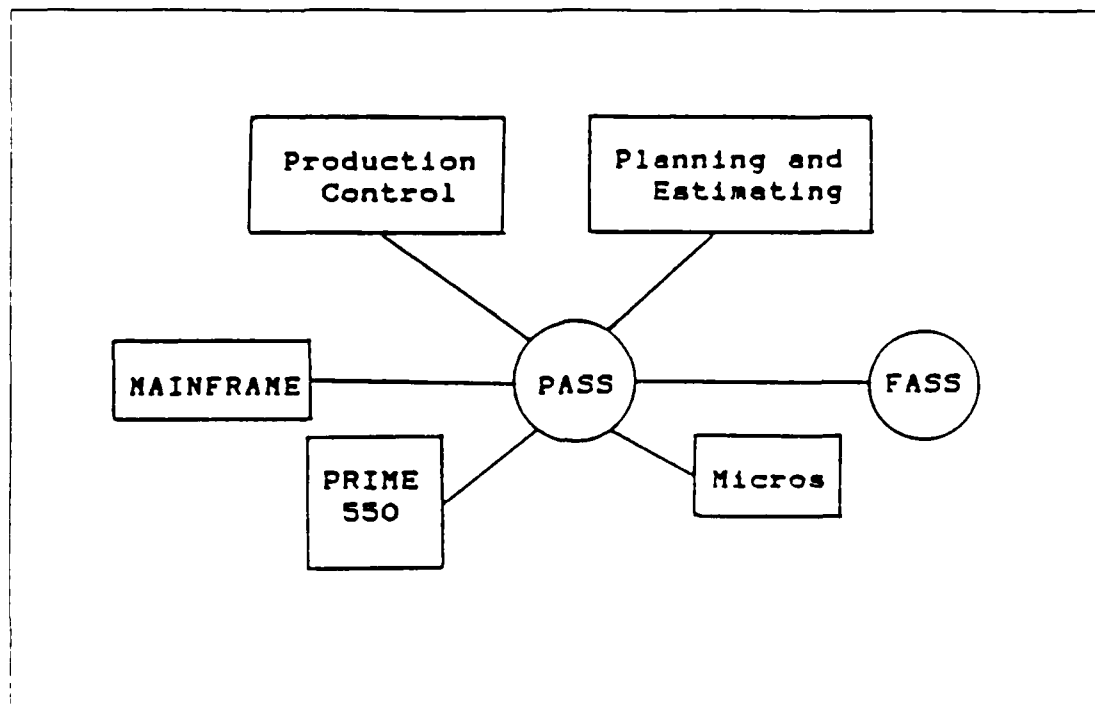 Production
Control
Planning and
Estimating
MAINFRAME
PASS
FASS
PRIME
550
Micros